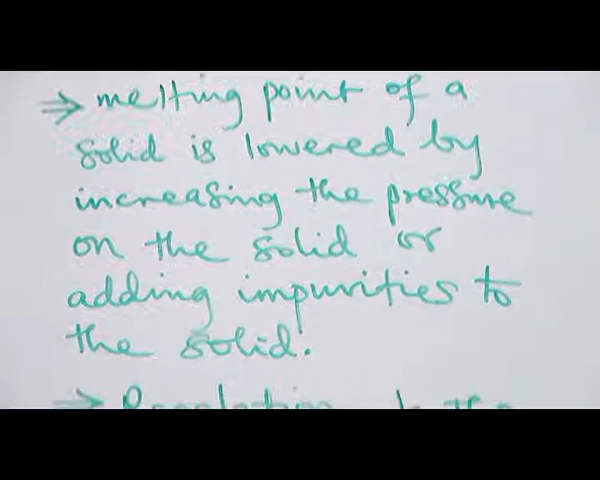 ⇒ melting point of a
solid is lowered by
increasing the pressure
on the solid or
adding impurities to
the solid.
⇒